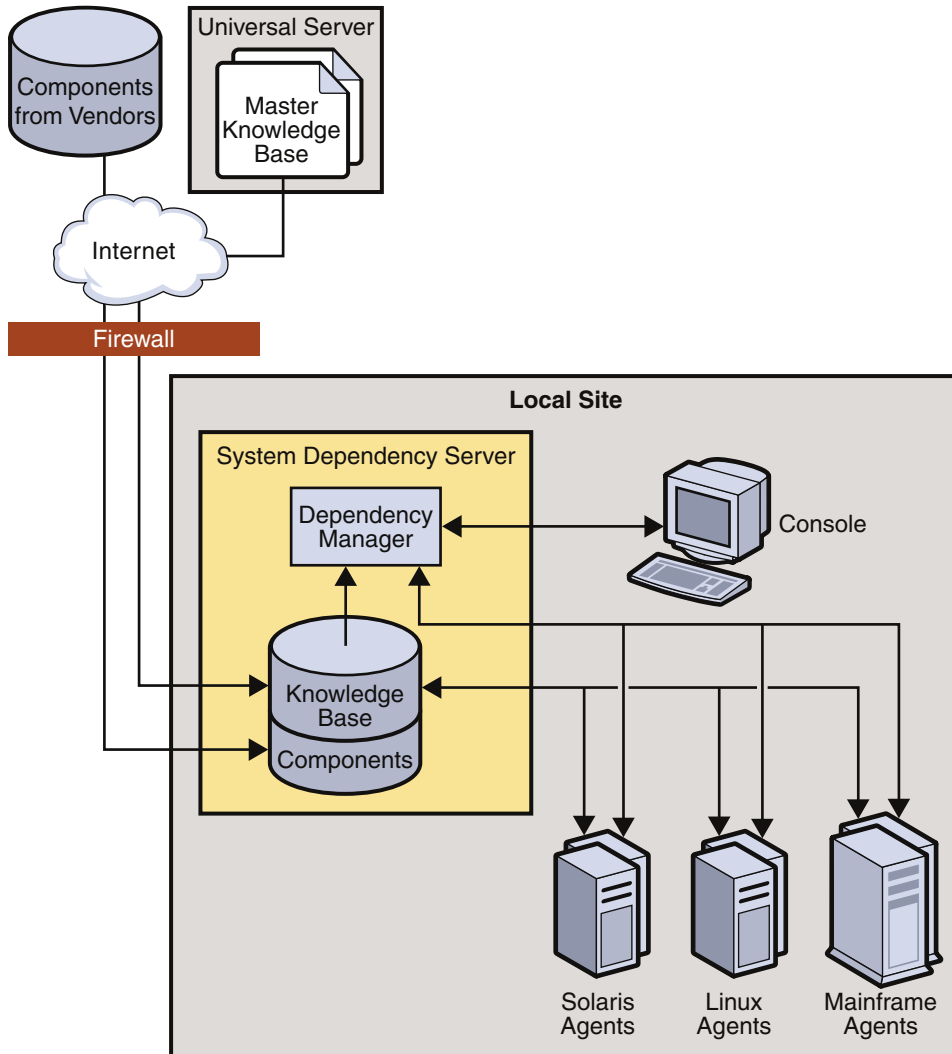 Components
from Vendors
Universal Server
Master
Knowledge
Base
Internet
Firewall
Local Site
System Dependency Server
Dependency
Manager
Console
Knowledge
Base
Components
Solaris
Agents
Linux
Agents
Mainframe
Agents